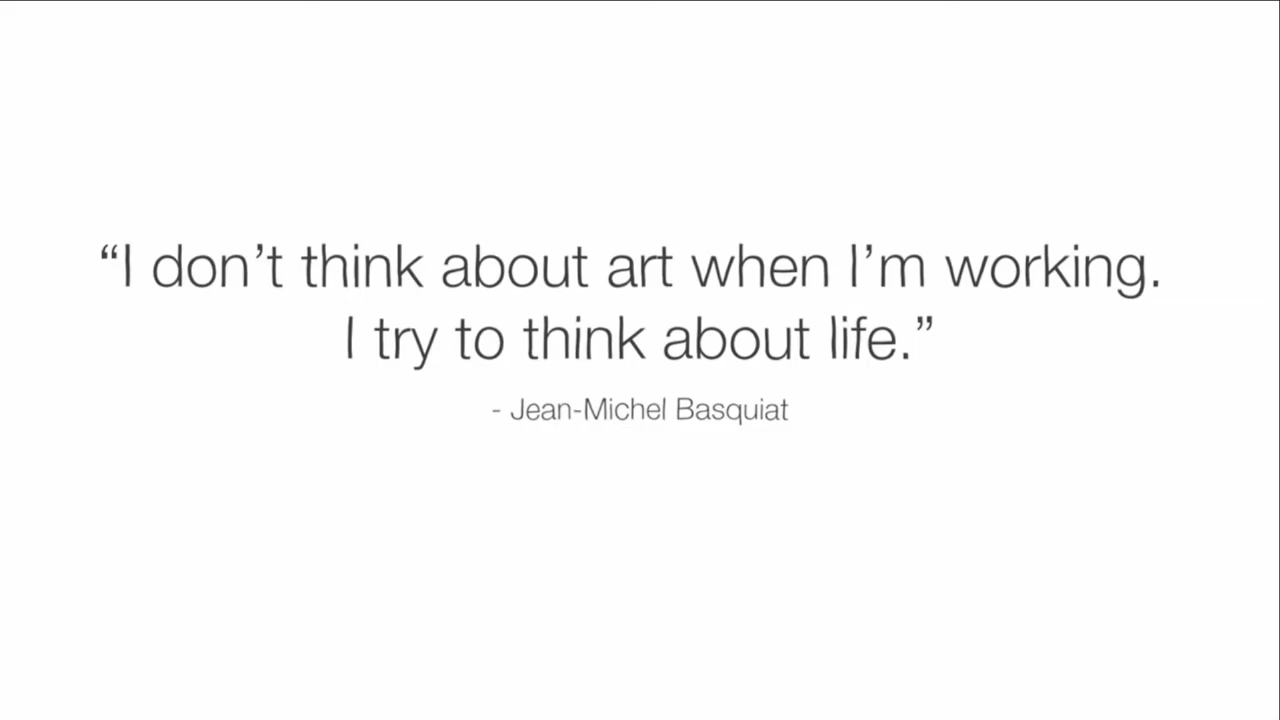 “I don’t think about art when I’m working.
I try to think about life.”
- Jean-Michel Basquiat